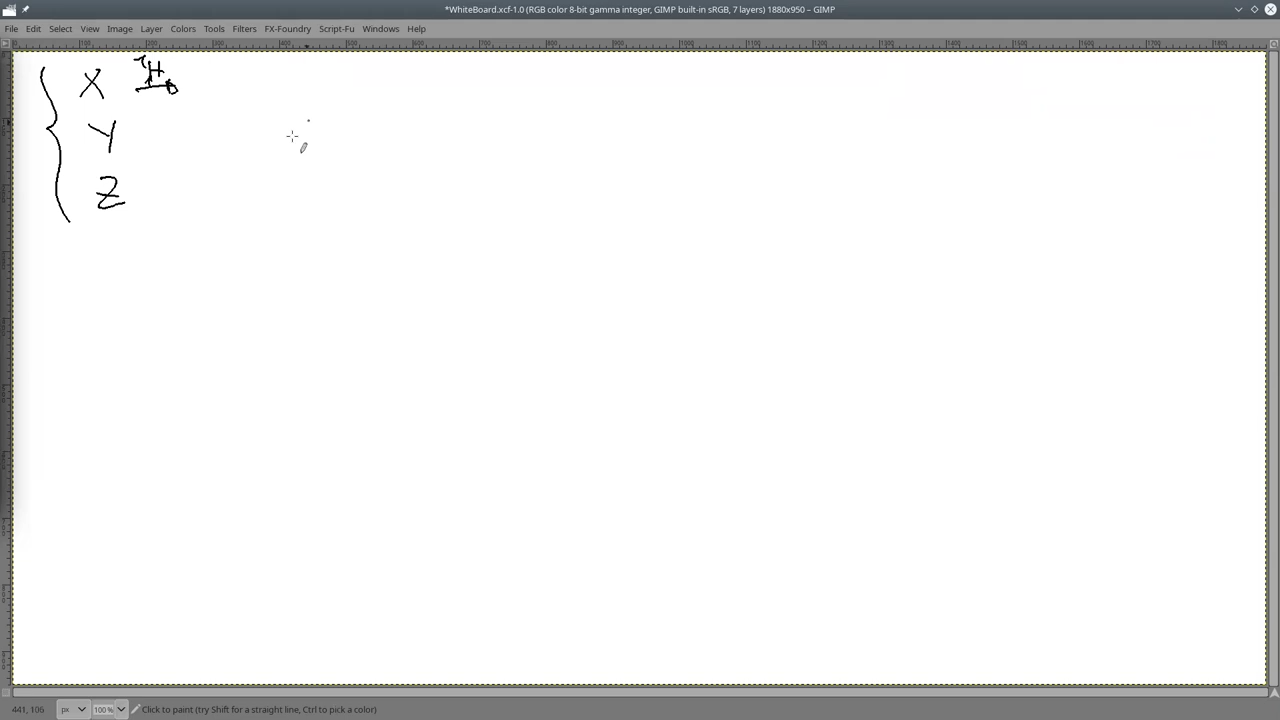 *WhiteBoard.xcf-1.0 (RGB color 8-bit gamma integer, GIMP built-in sRGB, 7 layers) 1880x950 – GIMP
File Edit Select View Image Layer Colors Tools Filters FX-Foundry Script-Fu Windows Help
X
Y
Z
441, 106 px 100% Click to paint (try Shift for a straight line, Ctrl to pick a color)